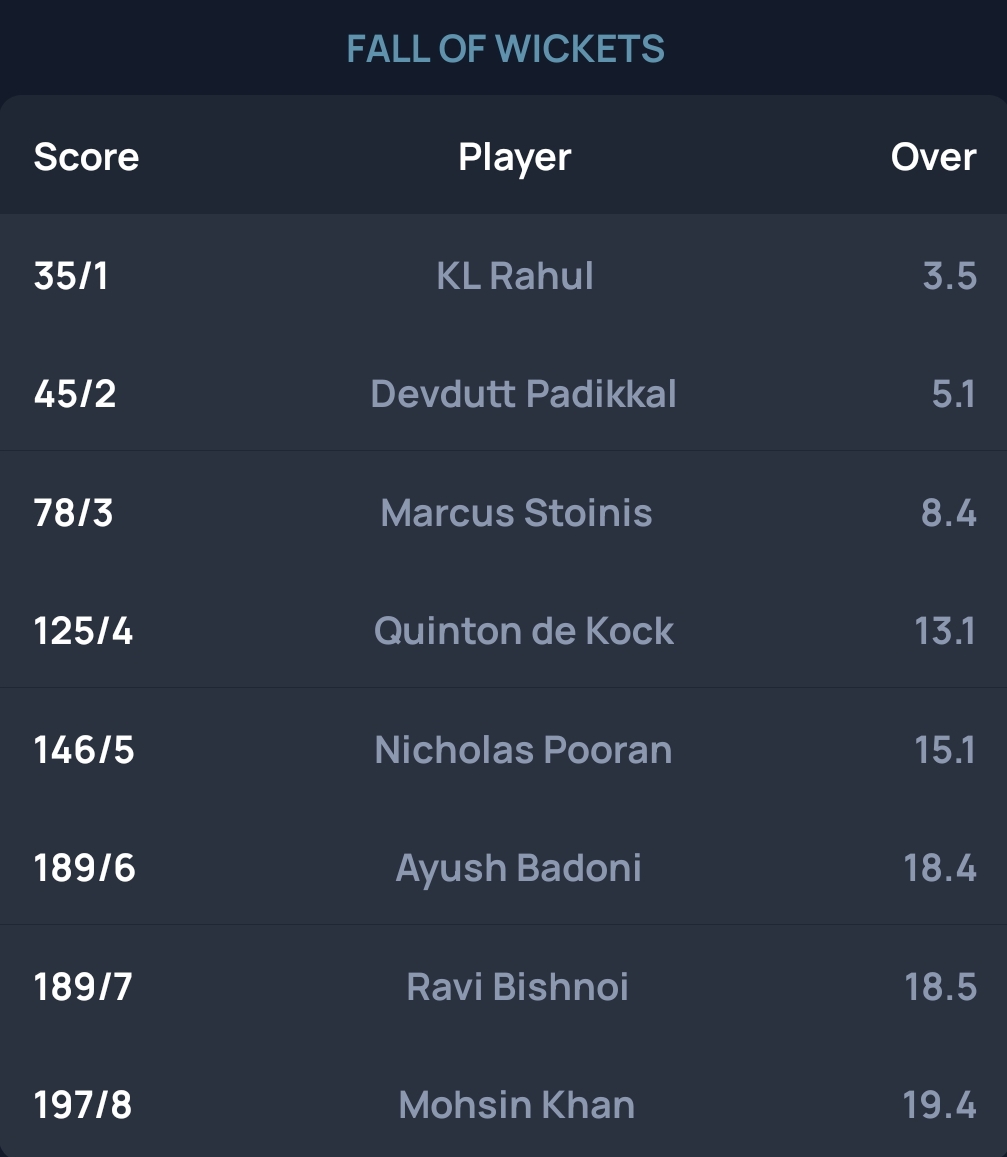 FALL OF WICKETS
Score Player Over
35/1 KL Rahul 3.5
45/2 Devdutt Padikkal 5.1
78/3 Marcus Stoinis 8.4
125/4 Quinton de Kock 13.1
146/5 Nicholas Pooran 15.1
189/6 Ayush Badoni 18.4
189/7 Ravi Bishnoi 18.5
197/8 Mohsin Khan 19.4